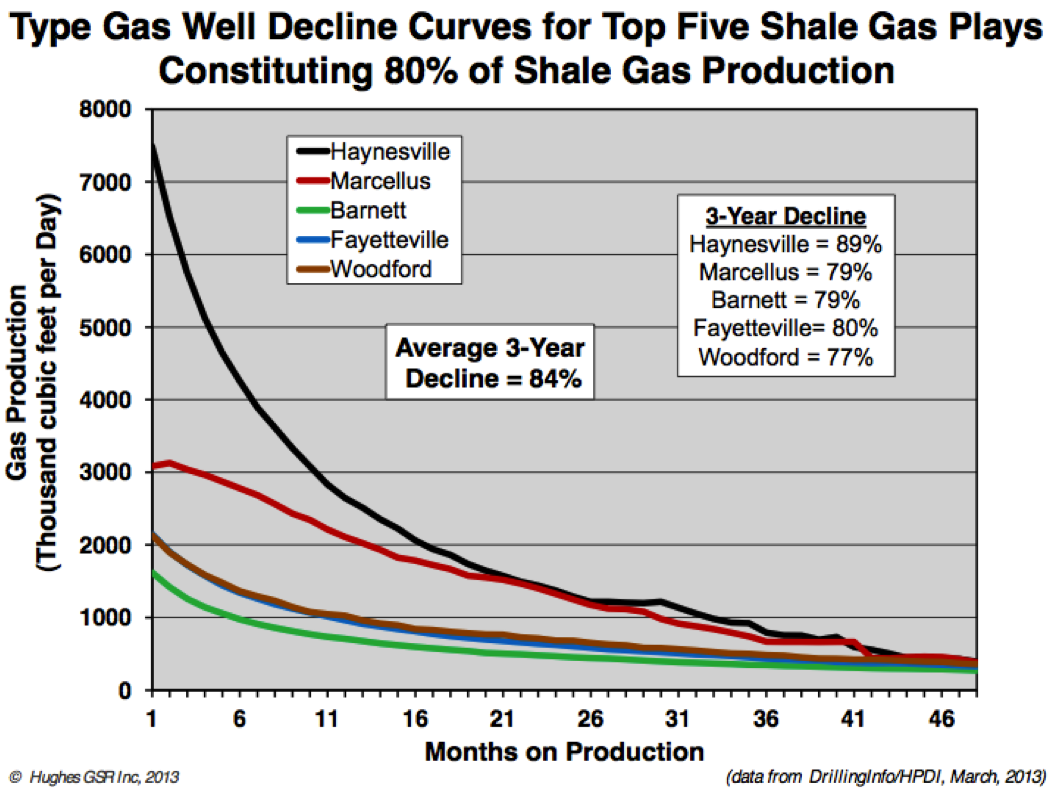 Type Gas Well Decline Curves for Top Five Shale Gas Plays
Constituting 80% of Shale Gas Production
Gas Production
(Thousand cubic feet per Day)
8000
7000
6000
5000
4000
3000
2000
1000
0
Haynesville
Marcellus
Barnett
Fayetteville
Woodford
Average 3-Year
Decline = 84%
3-Year Decline
Haynesville = 89%
Marcellus = 79%
Barnett = 79%
Fayetteville= 80%
Woodford = 77%
1 6 11 16 21 26 31 36 41 46
Months on Production
© Hughes GSR Inc, 2013
(data from DrillingInfo/HPDI, March, 2013)